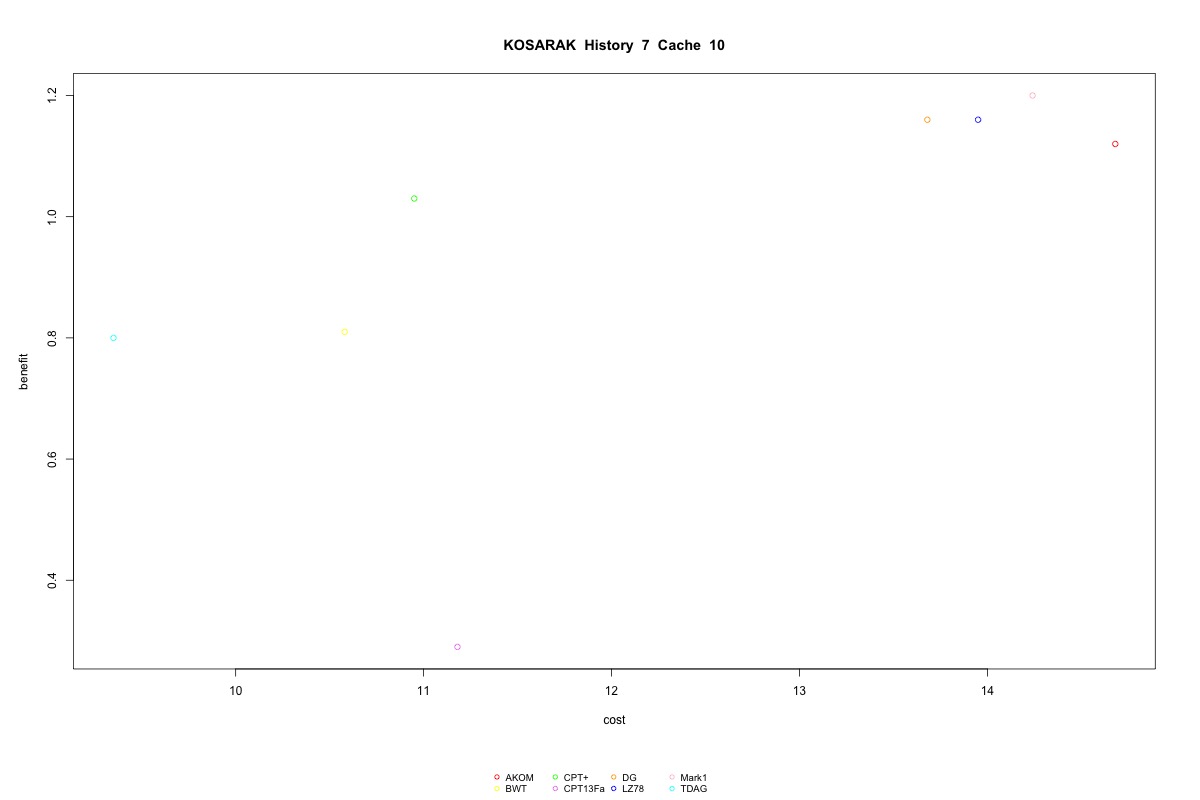 KOSARAK History 7 Cache 10
1.2
1.0
0.8
0.6
0.4
benefit
10 11 12 13 14
cost
AKOM CPT+ DG Mark1
BWT CPT13Fa LZ78 TDAG